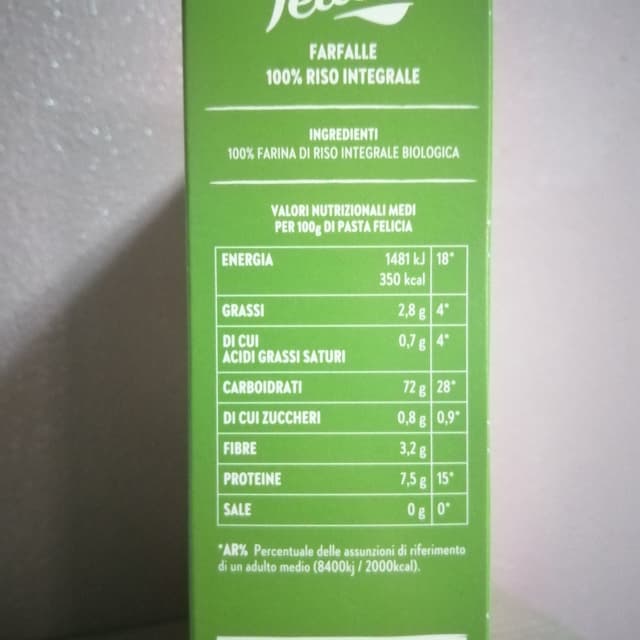 FARFALLE
100% RISO INTEGRALE
INGREDIENTI
100% FARINA DI RISO INTEGRALE BIOLOGICA
VALORI NUTRIZIONALI MEDI
PER 100g DI PASTA FELICIA
ENERGIA 1481 kJ 18*
350 kcal
GRASSI 2,8 g 4*
DI CUI 0,7 g 4*
ACIDI GRASSI SATURI
CARBOIDRATI 72 g 28*
DI CUI ZUCCHERI 0,8 g 0,9*
FIBRE 3,2 g
PROTEINE 7,5 g 15*
SALE 0 g 0*
*AR% Percentuale delle assunzioni di riferimento
di un adulto medio (8400kj / 2000kcal).